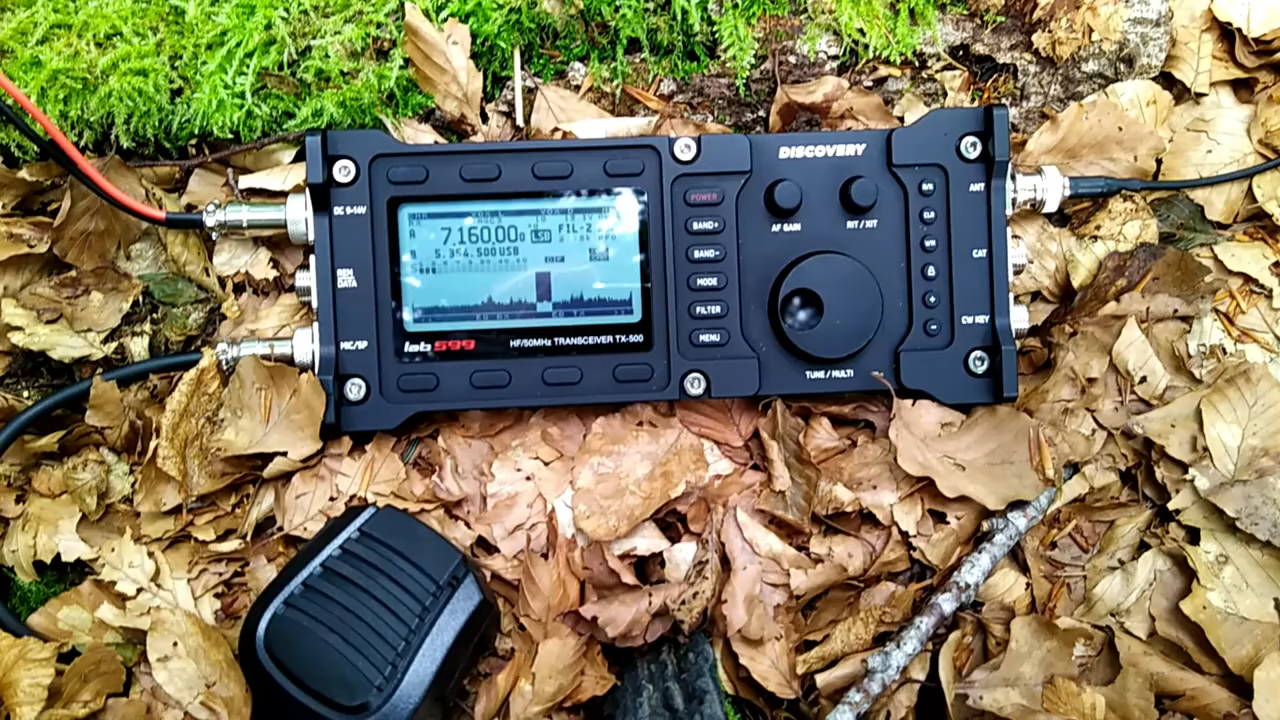 DISCOVERY
DC 9-14V
REM
DATA
MIC/SP
A 7.160.000 LSB FIL-2
5.354.500 USB
lab599
HF/50MHz TRANSCEIVER TX-500
POWER
BAND+
BAND-
MODE
FILTER
MENU
AF GAIN
RIT / XIT
TUNE / MULTI
A/X
CLR
+
-
ANT
CAT
CW KEY